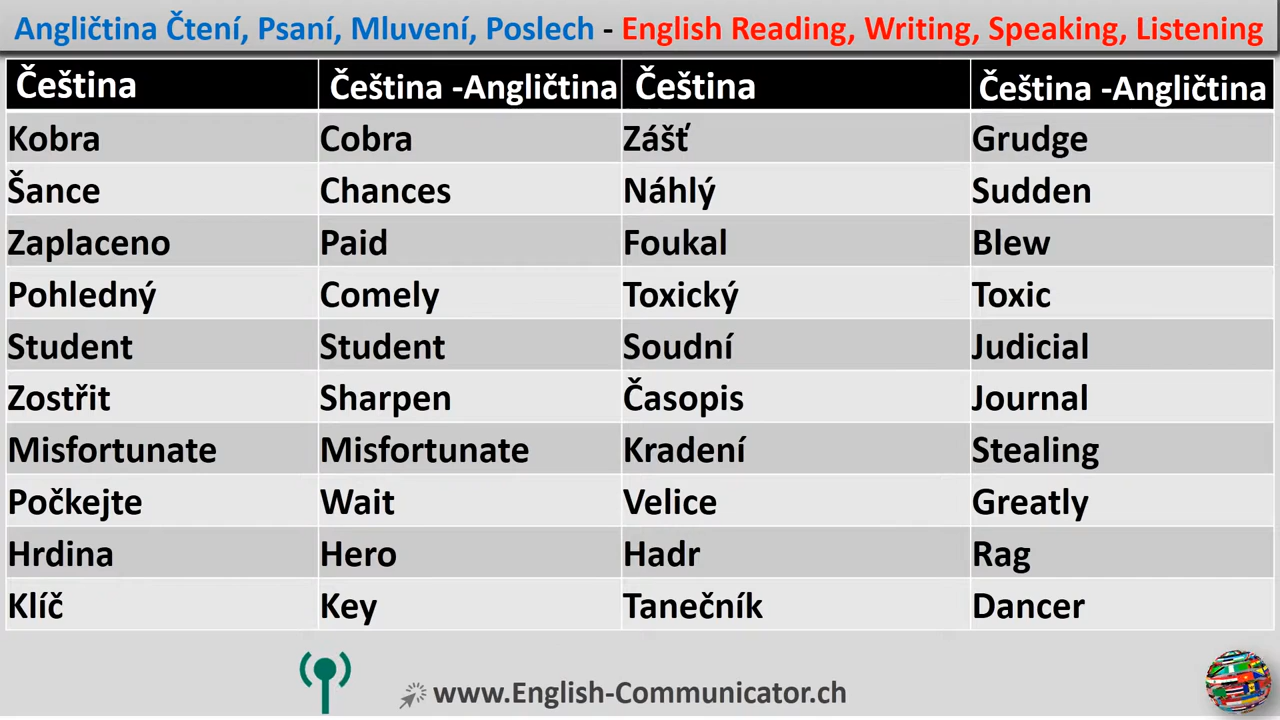 Angličtina Čtení, Psaní, Mluvení, Poslech - English Reading, Writing, Speaking, Listening
Čeština Čeština -Angličtina Čeština Čeština -Angličtina
Kobra Cobra Zášť Grudge
Šance Chances Náhlý Sudden
Zaplaceno Paid Foukal Blew
Pohledný Comely Toxický Toxic
Student Student Soudní Judicial
Zostřit Sharpen Časopis Journal
Misfortunate Misfortunate Kradení Stealing
Počkejte Wait Velice Greatly
Hrdina Hero Hadr Rag
Klíč Key Tanečník Dancer
www.English-Communicator.ch